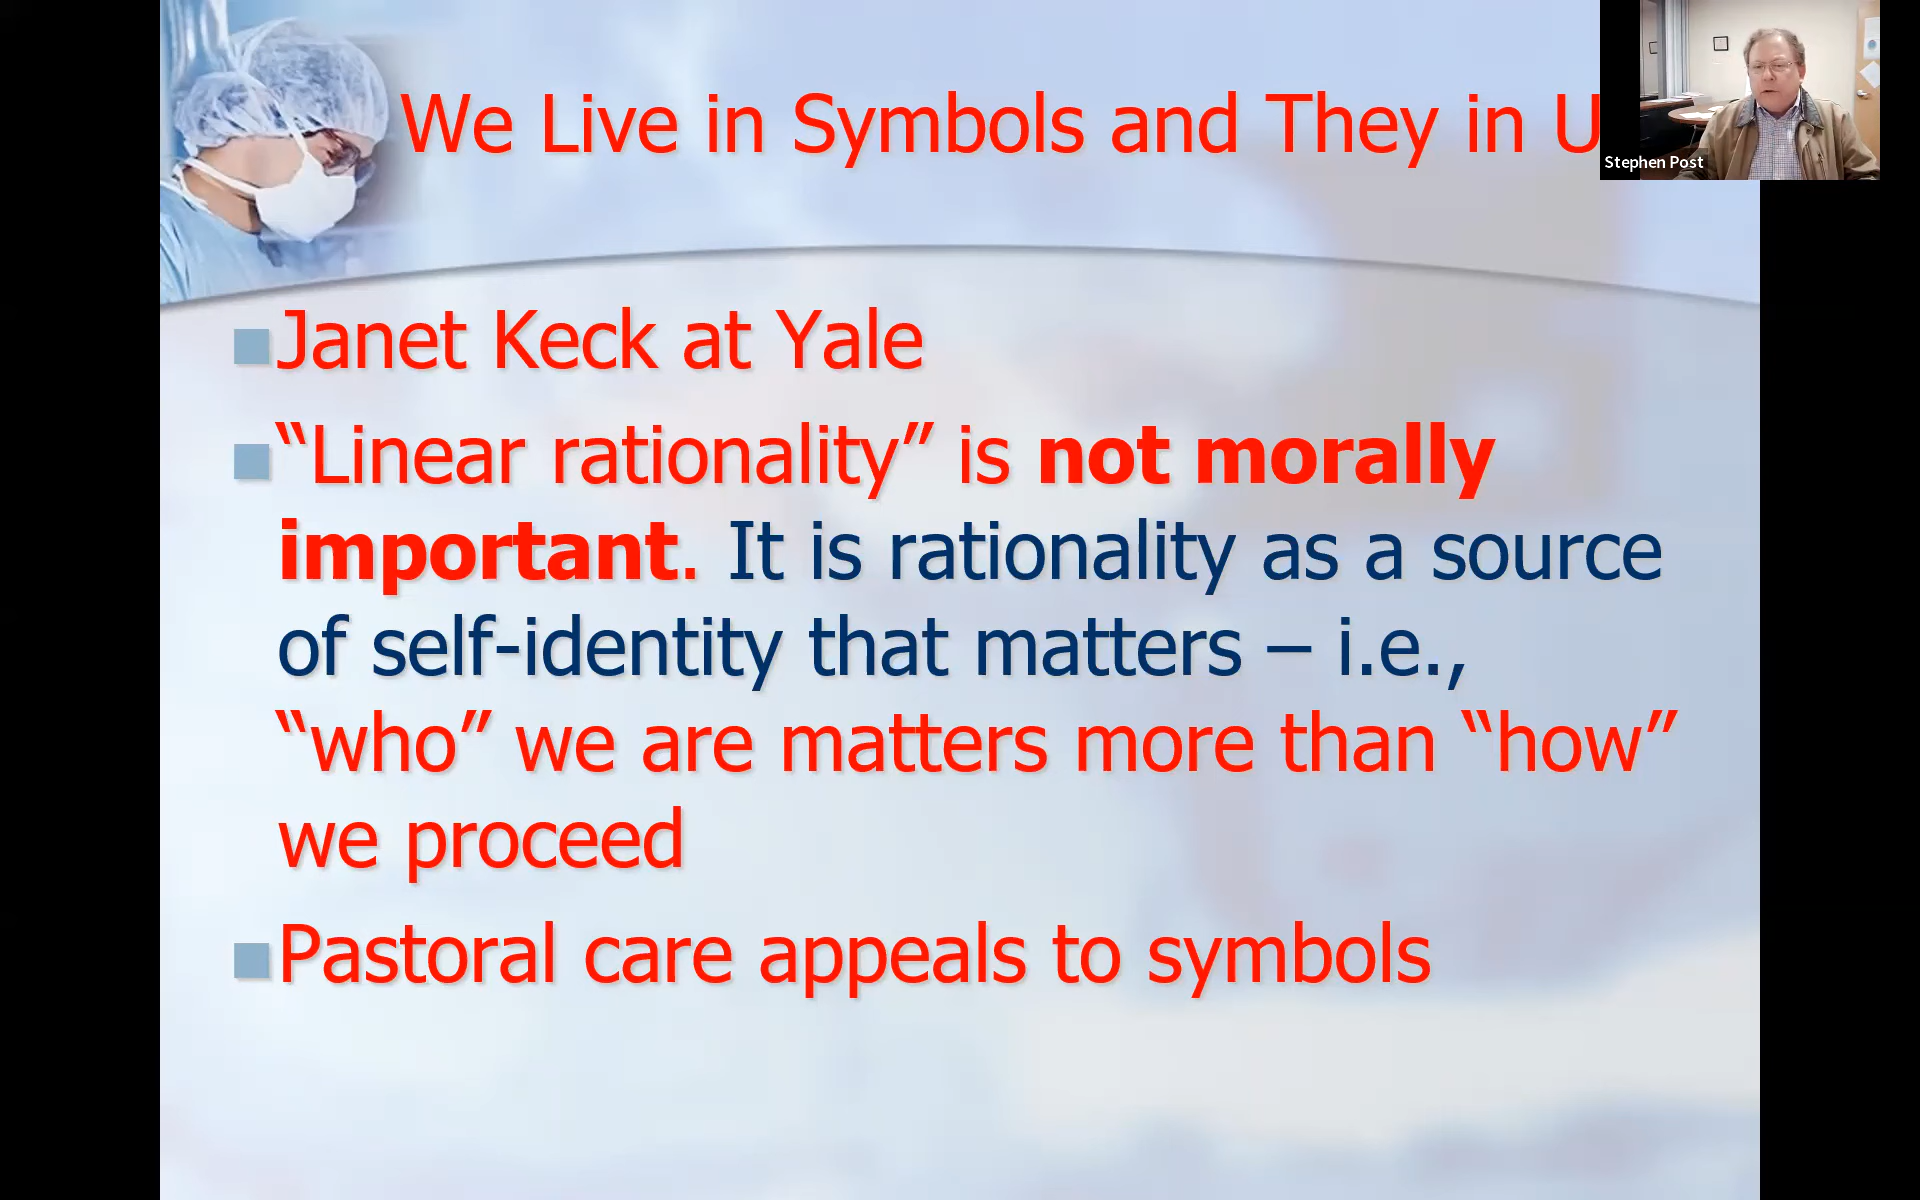 We Live in Symbols and They in U
Stephen Post
Janet Keck at Yale
“Linear rationality” is not morally
important. It is rationality as a source
of self-identity that matters – i.e.,
“who” we are matters more than “how”
we proceed
Pastoral care appeals to symbols